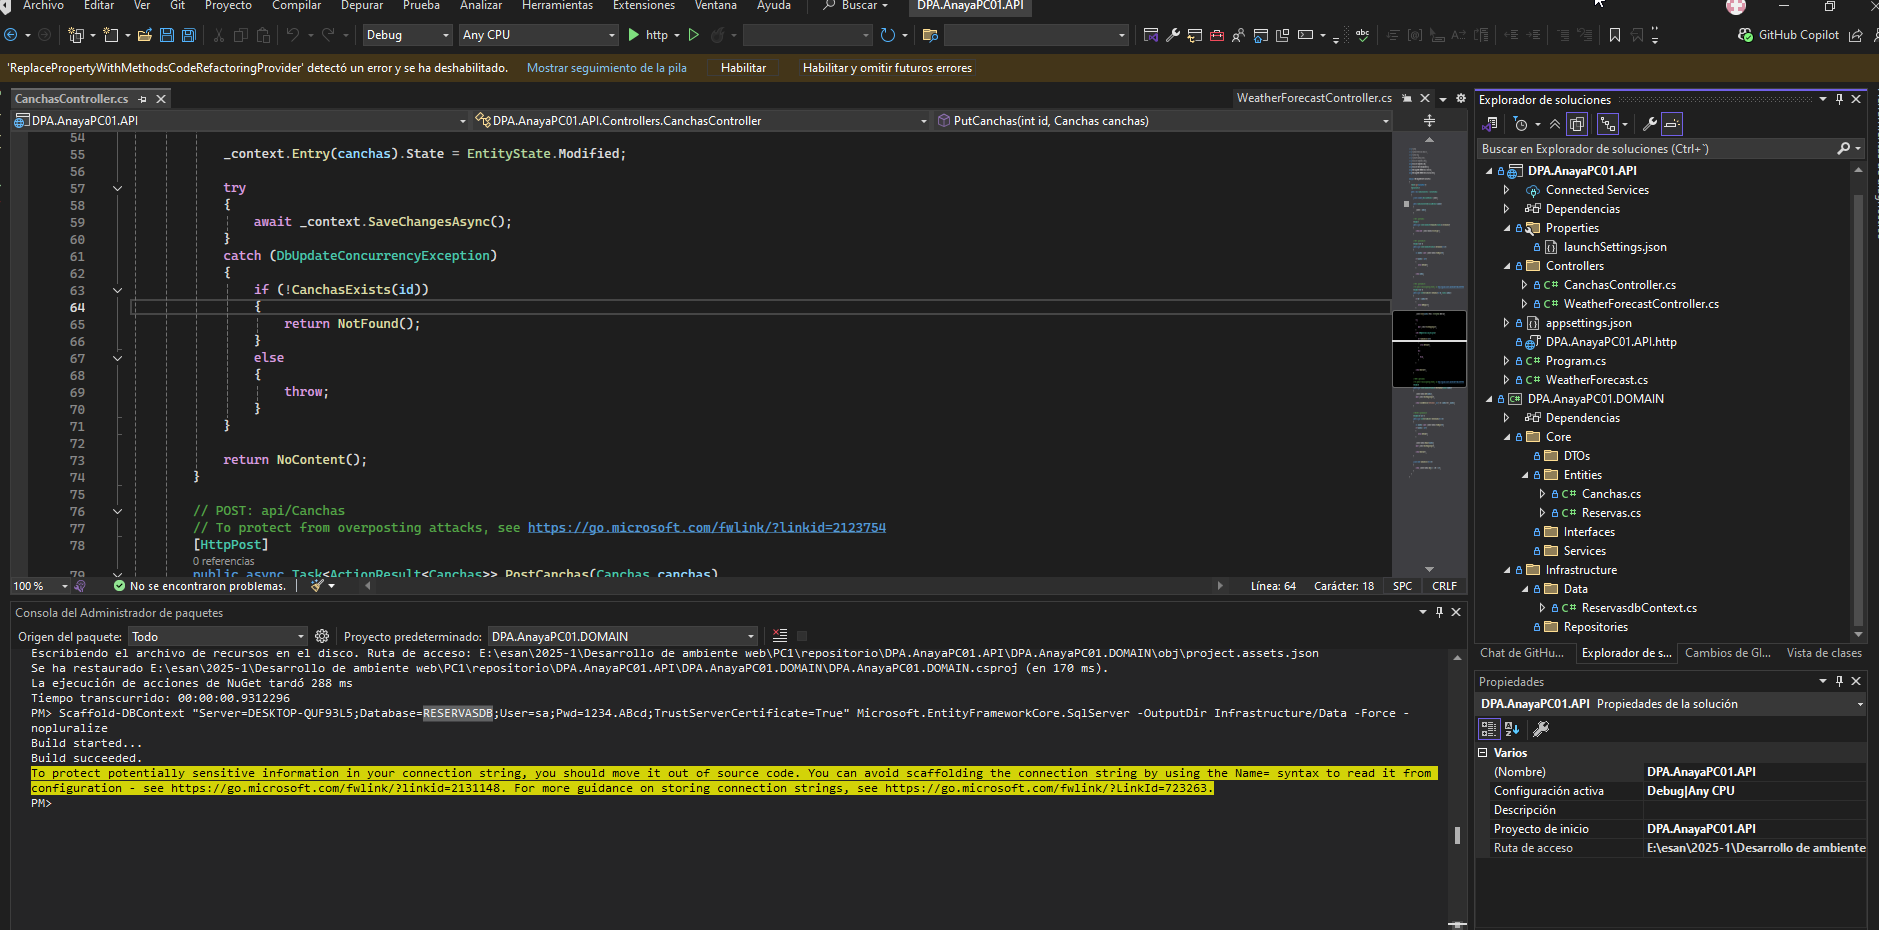 Archivo Editar Ver Git Proyecto Compilar Depurar Prueba Analizar Herramientas Extensiones Ventana Ayuda Buscar DPA.AnayaPC01.API
Debug Any CPU http GitHub Copilot
'ReplacePropertyWithMethodsCodeRefactoringProvider' detectó un error y se ha deshabilitado. Mostrar seguimiento de la pila Habilitar Habilitar y omitir futuros errores
CanchasController.cs WeatherForecastController.cs
DPA.AnayaPC01.API DPA.AnayaPC01.API.Controllers.CanchasController PutCanchas(int id, Canchas canchas)
54
55 _context.Entry(canchas).State = EntityState.Modified;
56
57 try
58 {
59 await _context.SaveChangesAsync();
60 }
61 catch (DbUpdateConcurrencyException)
62 {
63 if (!CanchasExists(id))
64 {
65 return NotFound();
66 }
67 else
68 {
69 throw;
70 }
71 }
72
73 return NoContent();
74 }
75
76 // POST: api/Canchas
77 // To protect from overposting attacks, see https://go.microsoft.com/fwlink/?linkid=2123754
78 [HttpPost]
0 referencias
79 public async Task<ActionResult<Canchas>> PostCanchas(Canchas canchas)
100 % No se encontraron problemas. Línea: 64 Carácter: 18 SPC CRLF
Consola del Administrador de paquetes
Origen del paquete: Todo Proyecto predeterminado: DPA.AnayaPC01.DOMAIN
Escribiendo el archivo de recursos en el disco. Ruta de acceso: E:\esan\2025-1\Desarrollo de ambiente web\PC1\repositorio\DPA.AnayaPC01.API\DPA.AnayaPC01.DOMAIN\obj\project.assets.json
Se ha restaurado E:\esan\2025-1\Desarrollo de ambiente web\PC1\repositorio\DPA.AnayaPC01.API\DPA.AnayaPC01.DOMAIN\DPA.AnayaPC01.DOMAIN.csproj (en 170 ms).
La ejecución de acciones de NuGet tardó 288 ms
Tiempo transcurrido: 00:00:00.9312296
PM> Scaffold-DBContext "Server=DESKTOP-QUF93L5;Database=RESERVASDB;User=sa;Pwd=1234.ABcd;TrustServerCertificate=True" Microsoft.EntityFrameworkCore.SqlServer -OutputDir Infrastructure/Data -Force -
nopluralize
Build started...
Build succeeded.
To protect potentially sensitive information in your connection string, you should move it out of source code. You can avoid scaffolding the connection string by using the Name= syntax to read it from
configuration - see https://go.microsoft.com/fwlink/?linkid=2131148. For more guidance on storing connection strings, see https://go.microsoft.com/fwlink/?LinkId=723263.
PM>
Explorador de soluciones
Buscar en Explorador de soluciones (Ctrl+`)
DPA.AnayaPC01.API
Connected Services
Dependencias
Properties
launchSettings.json
Controllers
CanchasController.cs
WeatherForecastController.cs
appsettings.json
DPA.AnayaPC01.API.http
Program.cs
WeatherForecast.cs
DPA.AnayaPC01.DOMAIN
Dependencias
Core
DTOs
Entities
Canchas.cs
Reservas.cs
Interfaces
Services
Infrastructure
Data
ReservasdbContext.cs
Repositories
Chat de GitHu... Explorador de s... Cambios de GI... Vista de clases
Propiedades
DPA.AnayaPC01.API Propiedades de la solución
Varios
(Nombre) DPA.AnayaPC01.API
Configuración activa Debug|Any CPU
Descripción
Proyecto de inicio DPA.AnayaPC01.API
Ruta de acceso E:\esan\2025-1\Desarrollo de ambiente